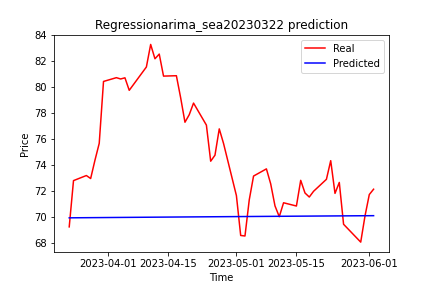 Regressionarima_sea20230322 prediction
Real
Predicted
Price
84
82
80
78
76
74
72
70
68
2023-04-01 2023-04-15 2023-05-01 2023-05-15 2023-06-01
Time